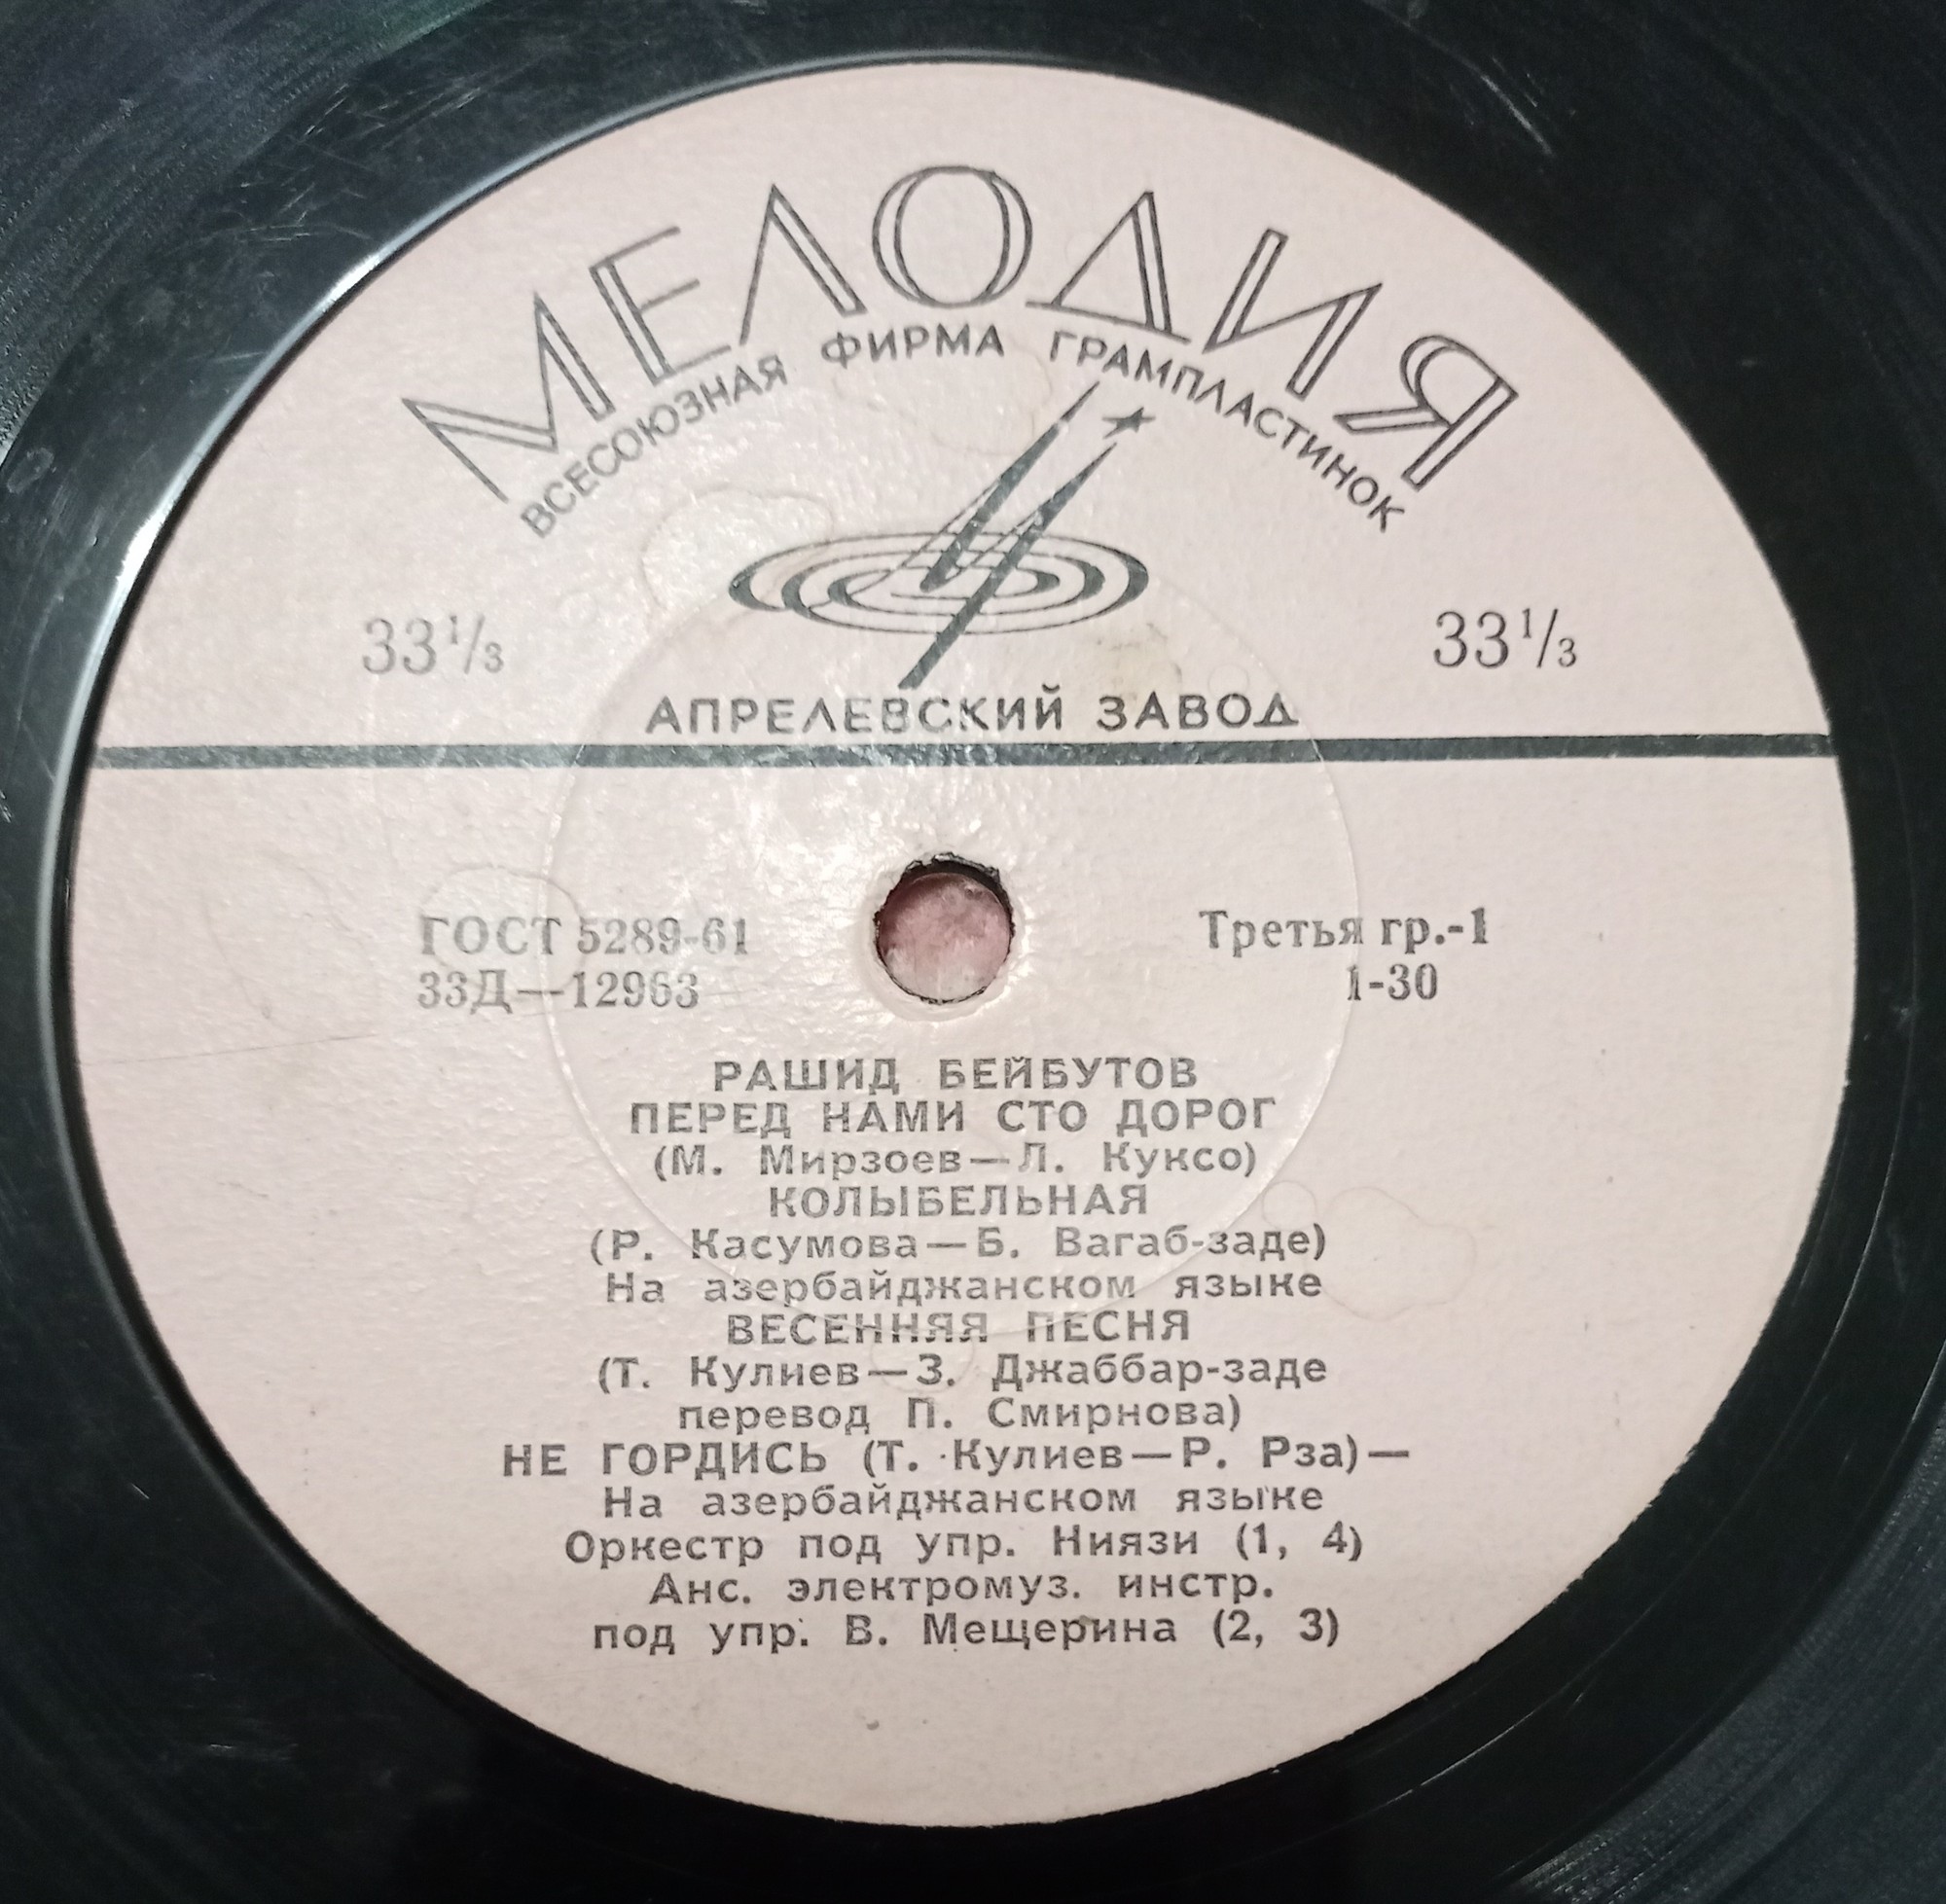 МЕЛОДИЯ
ВСЕСОЮЗНАЯ ФИРМА ГРАМПЛАСТИНОК
33⅓ 33⅓
АПРЕЛЕВСКИЙ ЗАВОД
ГОСТ 5289-61 Третья гр.-1
33Д—12963 1-30
РАШИД БЕЙБУТОВ
ПЕРЕД НАМИ СТО ДОРОГ
(М. Мирзоев—Л. Куксо)
КОЛЫБЕЛЬНАЯ
(Р. Касумова—Б. Вагаб-заде)
На азербайджанском языке
ВЕСЕННЯЯ ПЕСНЯ
(Т. Кулиев—З. Джаббар-заде
перевод П. Смирнова)
НЕ ГОРДИСЬ (Т. Кулиев—Р. Рза)—
На азербайджанском языке
Оркестр под упр. Ниязи (1, 4)
Анс. электромуз. инстр.
под упр. В. Мещерина (2, 3)